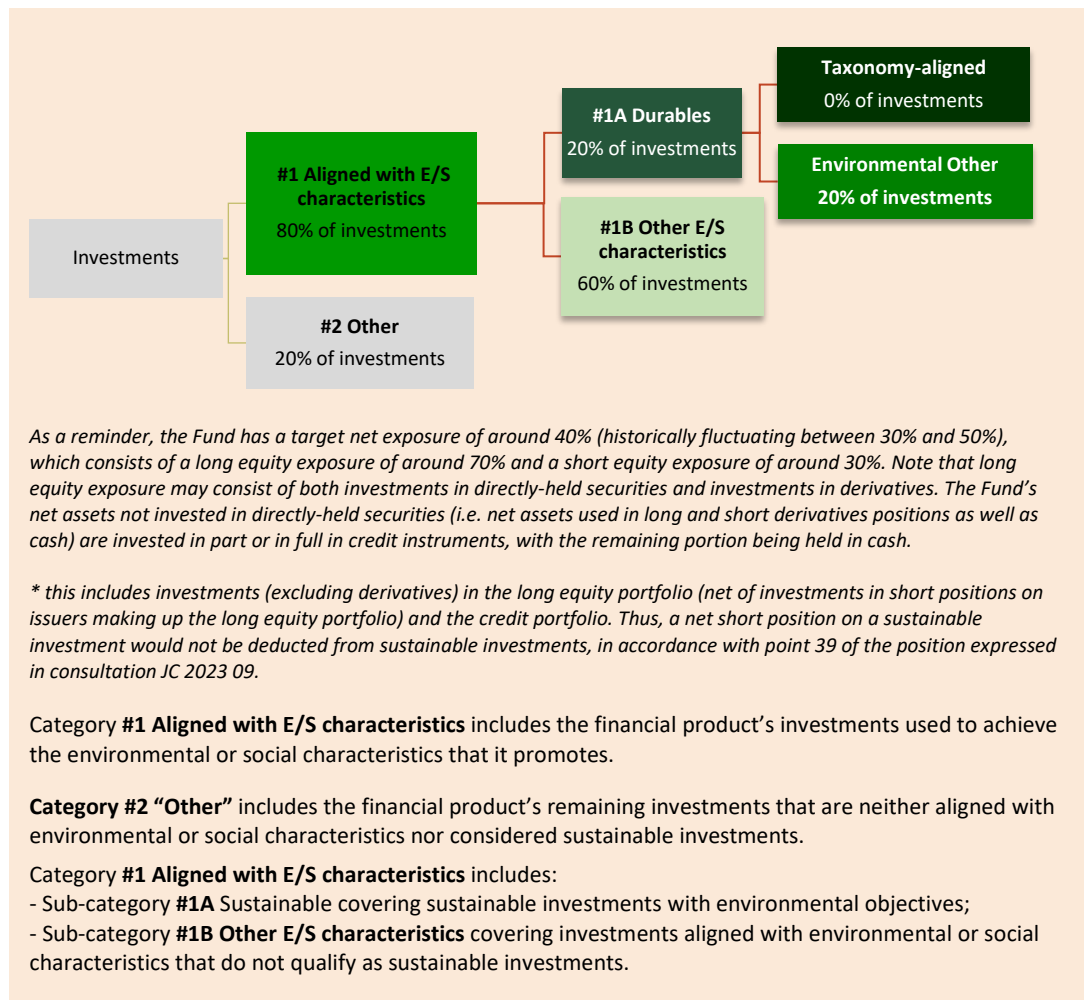 Taxonomy-aligned
0% of investments
#1A Durables
20% of investments
#1 Aligned with E/S
characteristics
80% of investments
Environmental Other
20% of investments
#1B Other E/S
characteristics
60% of investments
Investments
#2 Other
20% of investments
As a reminder, the Fund has a target net exposure of around 40% (historically fluctuating between 30% and 50%),
which consists of a long equity exposure of around 70% and a short equity exposure of around 30%. Note that long
equity exposure may consist of both investments in directly-held securities and investments in derivatives. The Fund’s
net assets not invested in directly-held securities (i.e. net assets used in long and short derivatives positions as well as
cash) are invested in part or in full in credit instruments, with the remaining portion being held in cash.
* this includes investments (excluding derivatives) in the long equity portfolio (net of investments in short positions on
issuers making up the long equity portfolio) and the credit portfolio. Thus, a net short position on a sustainable
investment would not be deducted from sustainable investments, in accordance with point 39 of the position expressed
in consultation JC 2023 09.
Category #1 Aligned with E/S characteristics includes the financial product’s investments used to achieve
the environmental or social characteristics that it promotes.
Category #2 “Other” includes the financial product’s remaining investments that are neither aligned with
environmental or social characteristics nor considered sustainable investments.
Category #1 Aligned with E/S characteristics includes:
- Sub-category #1A Sustainable covering sustainable investments with environmental objectives;
- Sub-category #1B Other E/S characteristics covering investments aligned with environmental or social
characteristics that do not qualify as sustainable investments.